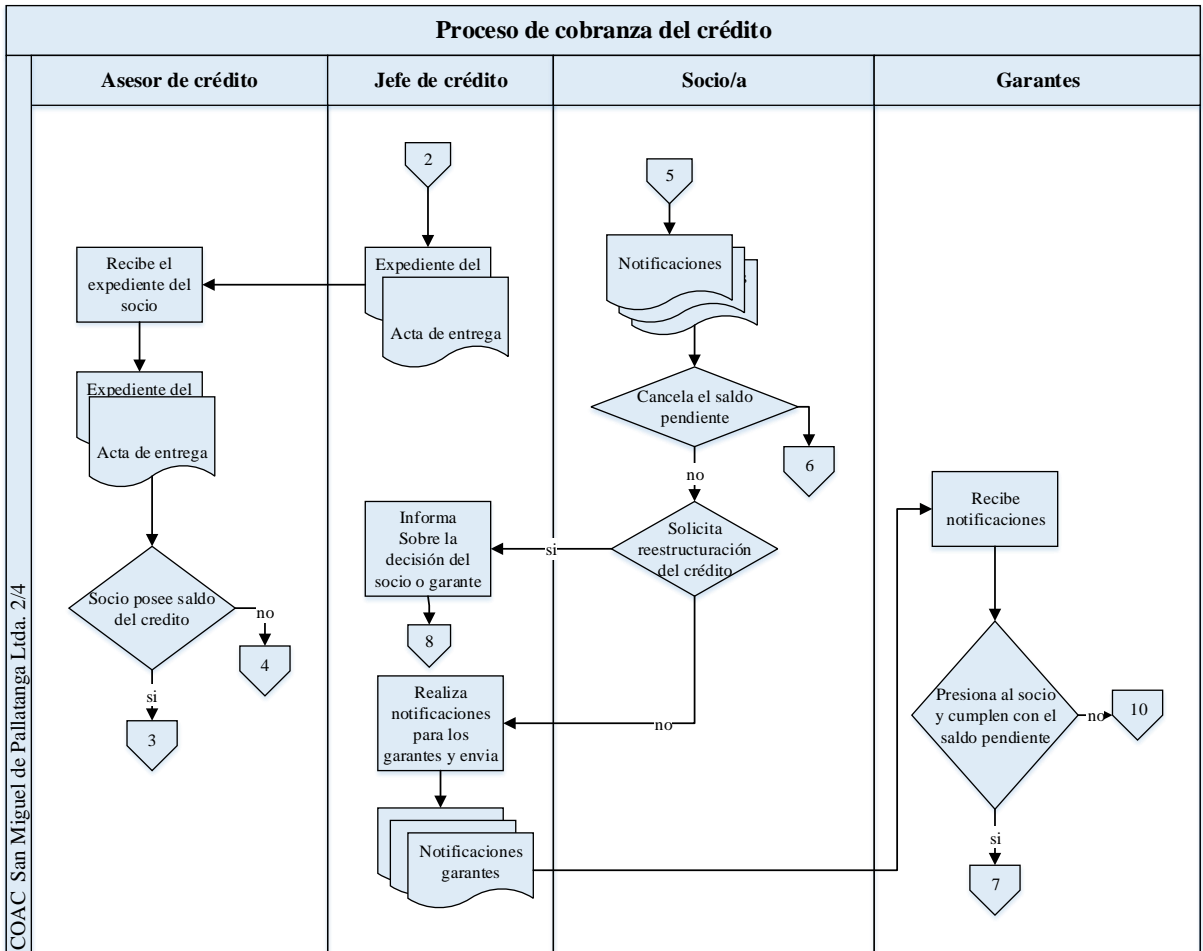 Proceso de cobranza del crédito
COAC San Miguel de Pallatanga Ltda. 2/4
Asesor de crédito
Jefe de crédito
Socio/a
Garantes
Recibe el
expediente del
socio
Expediente del
Acta de entrega
Socio posee saldo
del credito
no
4
si
3
2
Expediente del
Acta de entrega
Informa
Sobre la
decisión del
socio o garante
8
Realiza
notificaciones
para los
garantes y envia
Notificaciones
garantes
5
Notificaciones
s
Cancela el saldo
pendiente
6
no
Solicita
reestructuración
del crédito
si
no
Recibe
notificaciones
Presiona al socio
y cumplen con el
saldo pendiente
no
10
si
7